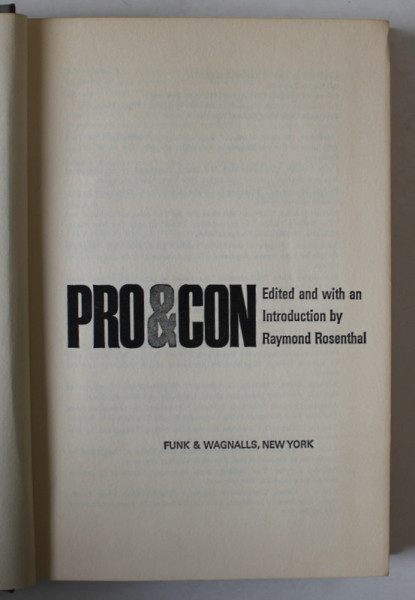 PRO&CON
Edited and with an
Introduction by
Raymond Rosenthal
FUNK & WAGNALLS, NEW YORK